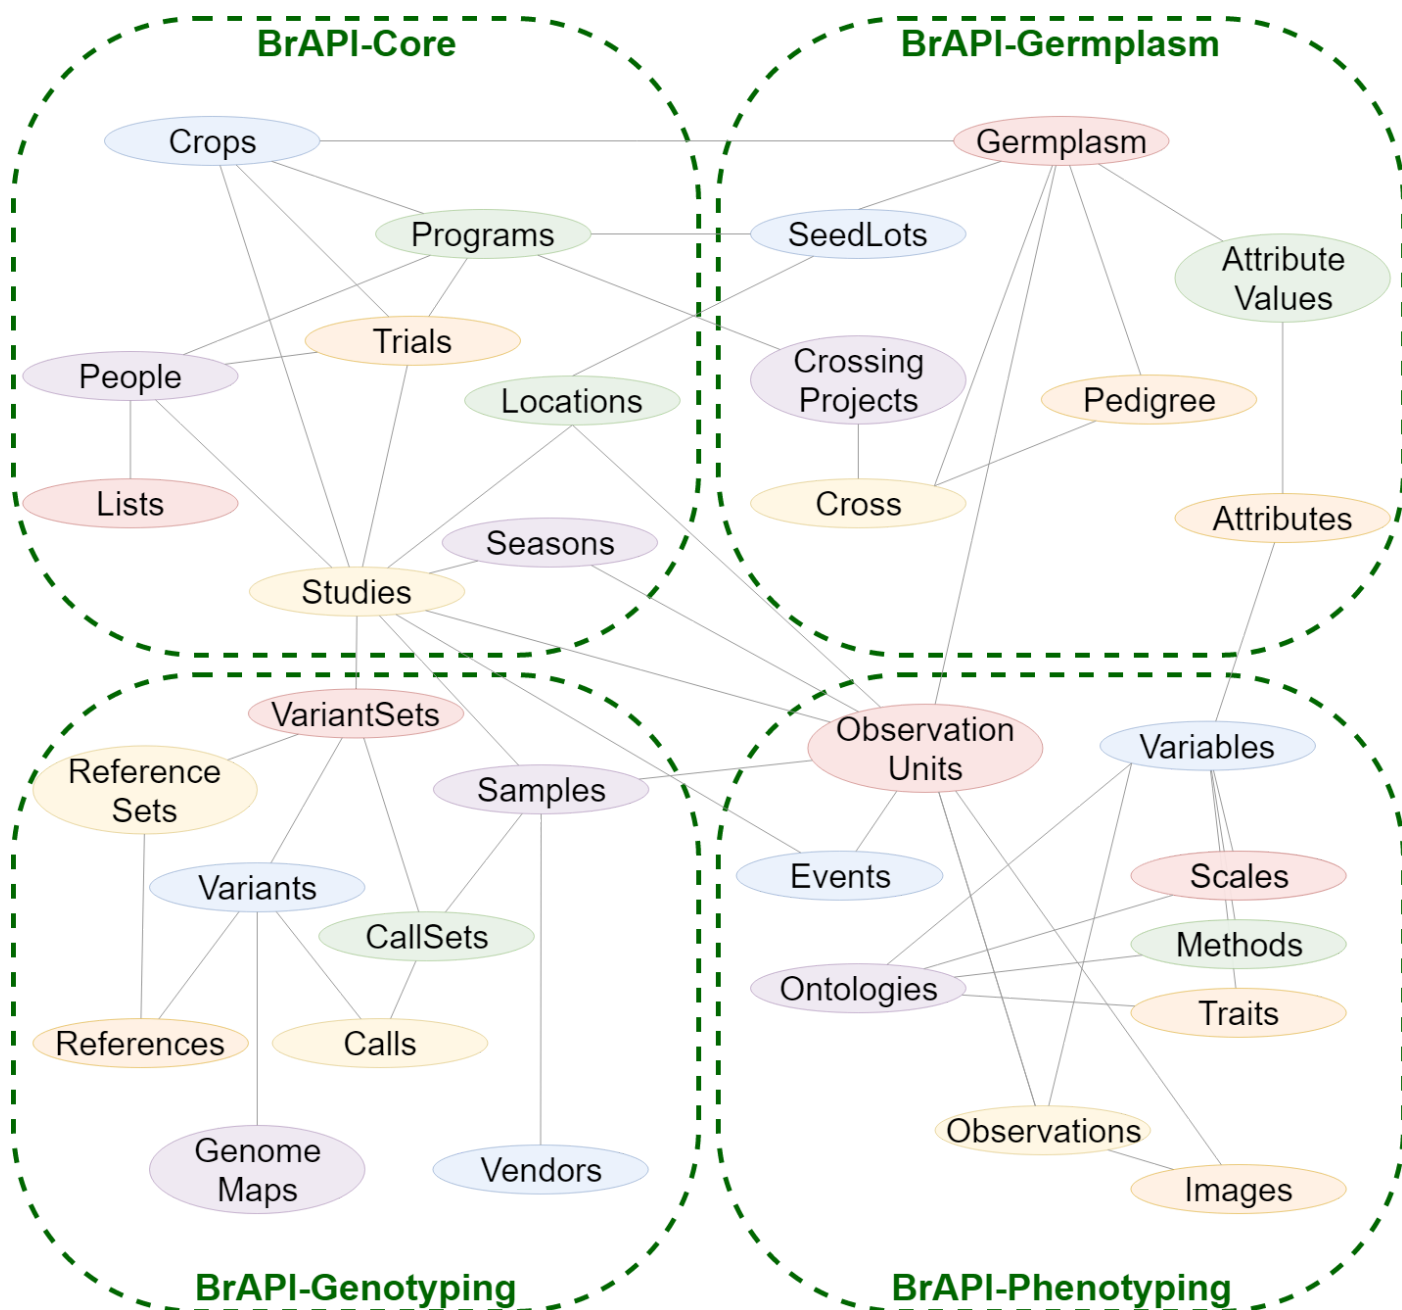 BrAPI-Core
Crops
Programs
Trials
People
Locations
Lists
Seasons
Studies
BrAPI-Germplasm
Germplasm
SeedLots
Attribute
Values
Crossing
Projects
Pedigree
Cross
Attributes
VariantSets
Reference
Sets
Samples
Variants
CallSets
References
Calls
Genome
Maps
Vendors
BrAPI-Genotyping
Observation
Units
Variables
Events
Scales
Methods
Ontologies
Traits
Observations
Images
BrAPI-Phenotyping